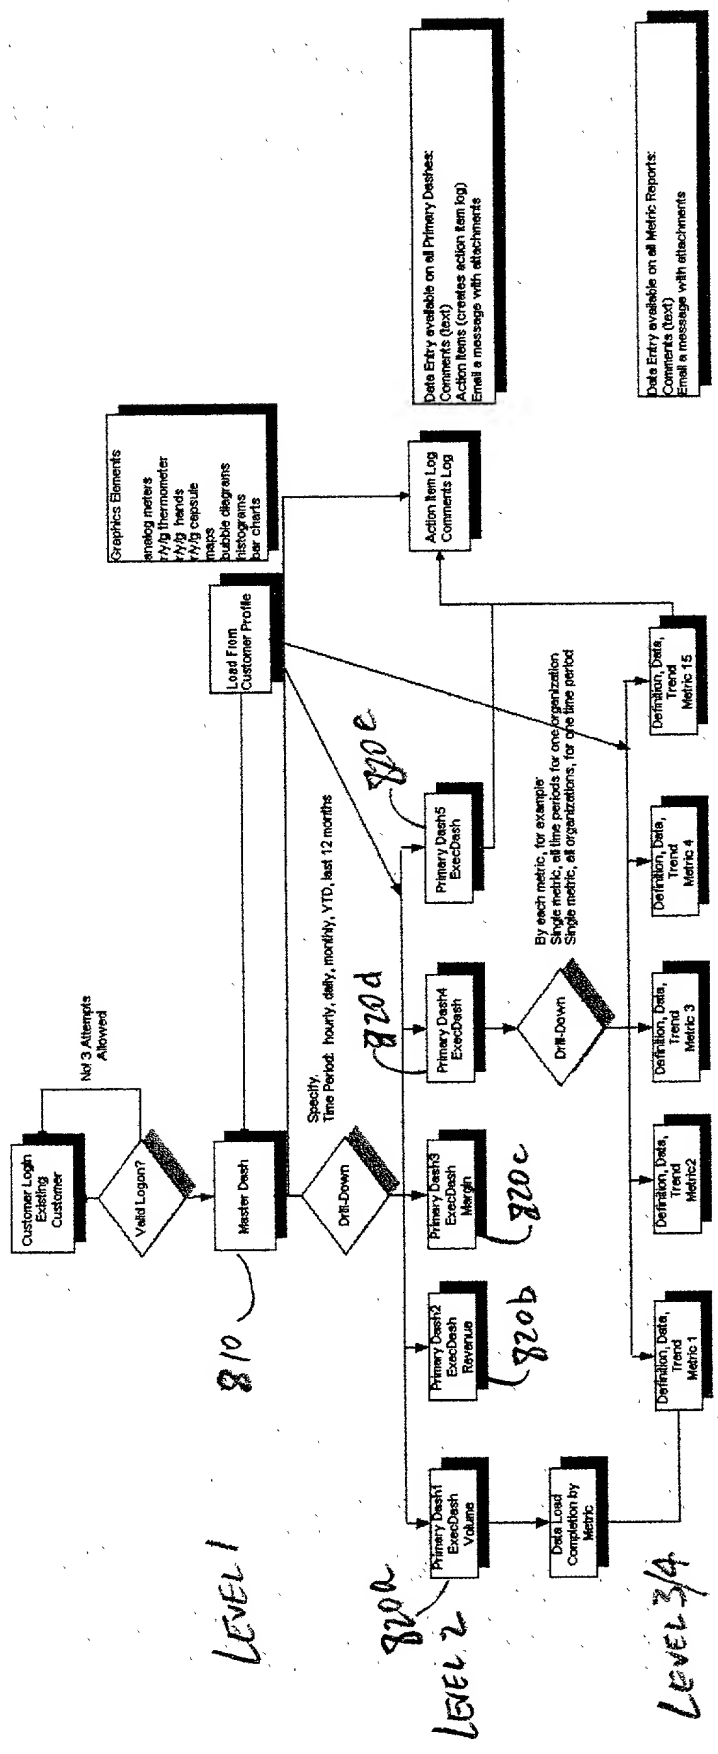 Customer Login
Existing
Customer
No! 3 Attempts
Allowed
Valid Logon?
LEVEL 1
810
Master Dash
Load From
Customer Profile
Graphics Elements
analog meters
r/y/g thermometer
r/y/g hands
r/y/g capsule
maps
bubble diagrams
histograms
bar charts
Drill-Down
Specify,
Time Period: hourly, daily, monthly, YTD, last 12 months
LEVEL 2
820a
Primary Dash1
ExecDash
Volume
Primary Dash2
ExecDash
Revenue
820b
Primary Dash3
ExecDash
Margin
820c
820d
Primary Dash4
ExecDash
820e
Primary Dash5
ExecDash
Action Item Log
Comments Log
Data Entry available on all Primary Dashes:
Comments (text)
Action Items (creates action item log)
Email a message with attachments
Data Load
Completion by
Metric
Drill-Down
By each metric, for example:
Single metric, all time periods for one organization
Single metric, all organizations, for one time period
LEVEL 3/4
Definition, Data,
Trend
Metric 1
Definition, Data,
Trend
Metric2
Definition, Data,
Trend
Metric 3
Definition, Data,
Trend
Metric 4
Definition, Data,
Trend
Metric 15
Data Entry available on all Metric Reports:
Comments (text)
Email a message with attachments